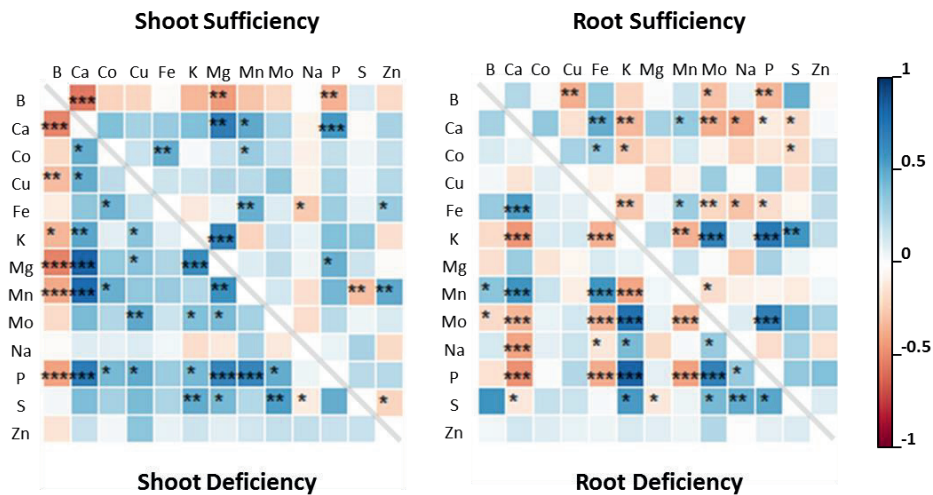 Shoot Sufficiency
B Ca Co Cu Fe K Mg Mn Mo Na P S Zn
B *** ** **
Ca *** ** * ***
Co * ** *
Cu ** *
Fe * ** * *
K * ** * ***
Mg *** *** * *** *
Mn *** *** * ** ** **
Mo ** * *
Na
P *** *** * * * *** *** *
S ** * ** * *
Zn
Shoot Deficiency
Root Sufficiency
B Ca Co Cu Fe K Mg Mn Mo Na P S Zn
B ** * **
Ca ** ** * ** * * *
Co * * *
Cu
Fe *** ** * ** * *
K *** *** ** *** *** **
Mg
Mn * *** *** *** *
Mo * *** *** *** *** ***
Na *** * * *
P *** *** *** *** *** *
S * * * * ** *
Zn
Root Deficiency
1
0.5
0
-0.5
-1